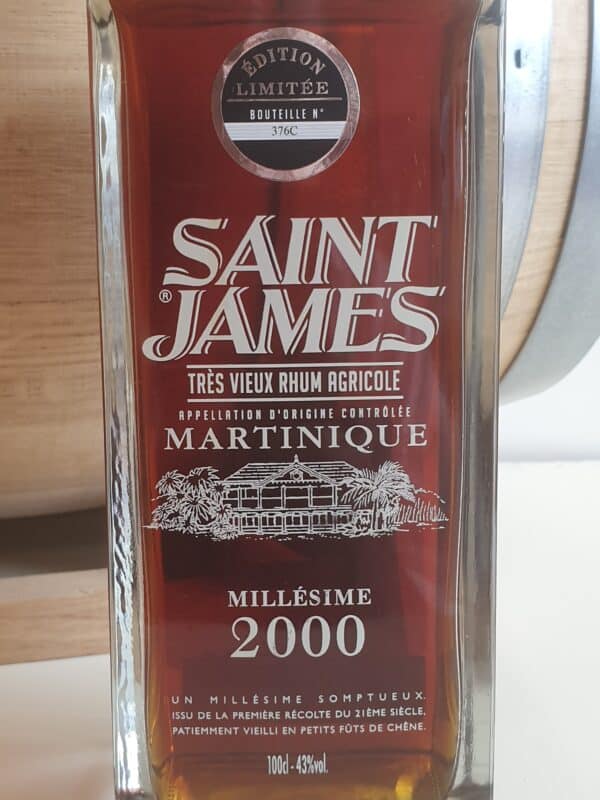 ÉDITION
LIMITÉE
BOUTEILLE N°
376C
SAINT
® JAMES
TRÈS VIEUX RHUM AGRICOLE
APPELLATION D'ORIGINE CONTRÔLÉE
MARTINIQUE
MILLÉSIME
2000
UN MILLÉSIME SOMPTUEUX.
ISSU DE LA PREMIÈRE RÉCOLTE DU 21ÈME SIÈCLE,
PATIEMMENT VIEILLI EN PETITS FÛTS DE CHÊNE.
100cl - 43%vol.